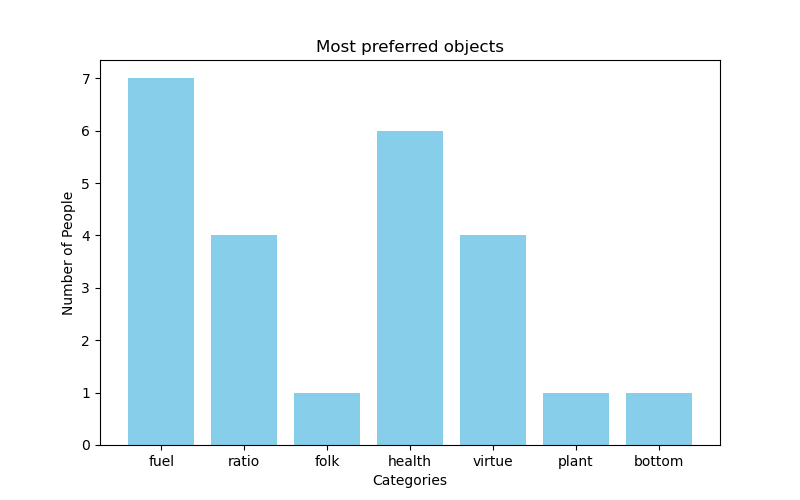 Most preferred objects
Number of People
7
6
5
4
3
2
1
0
fuel ratio folk health virtue plant bottom
Categories